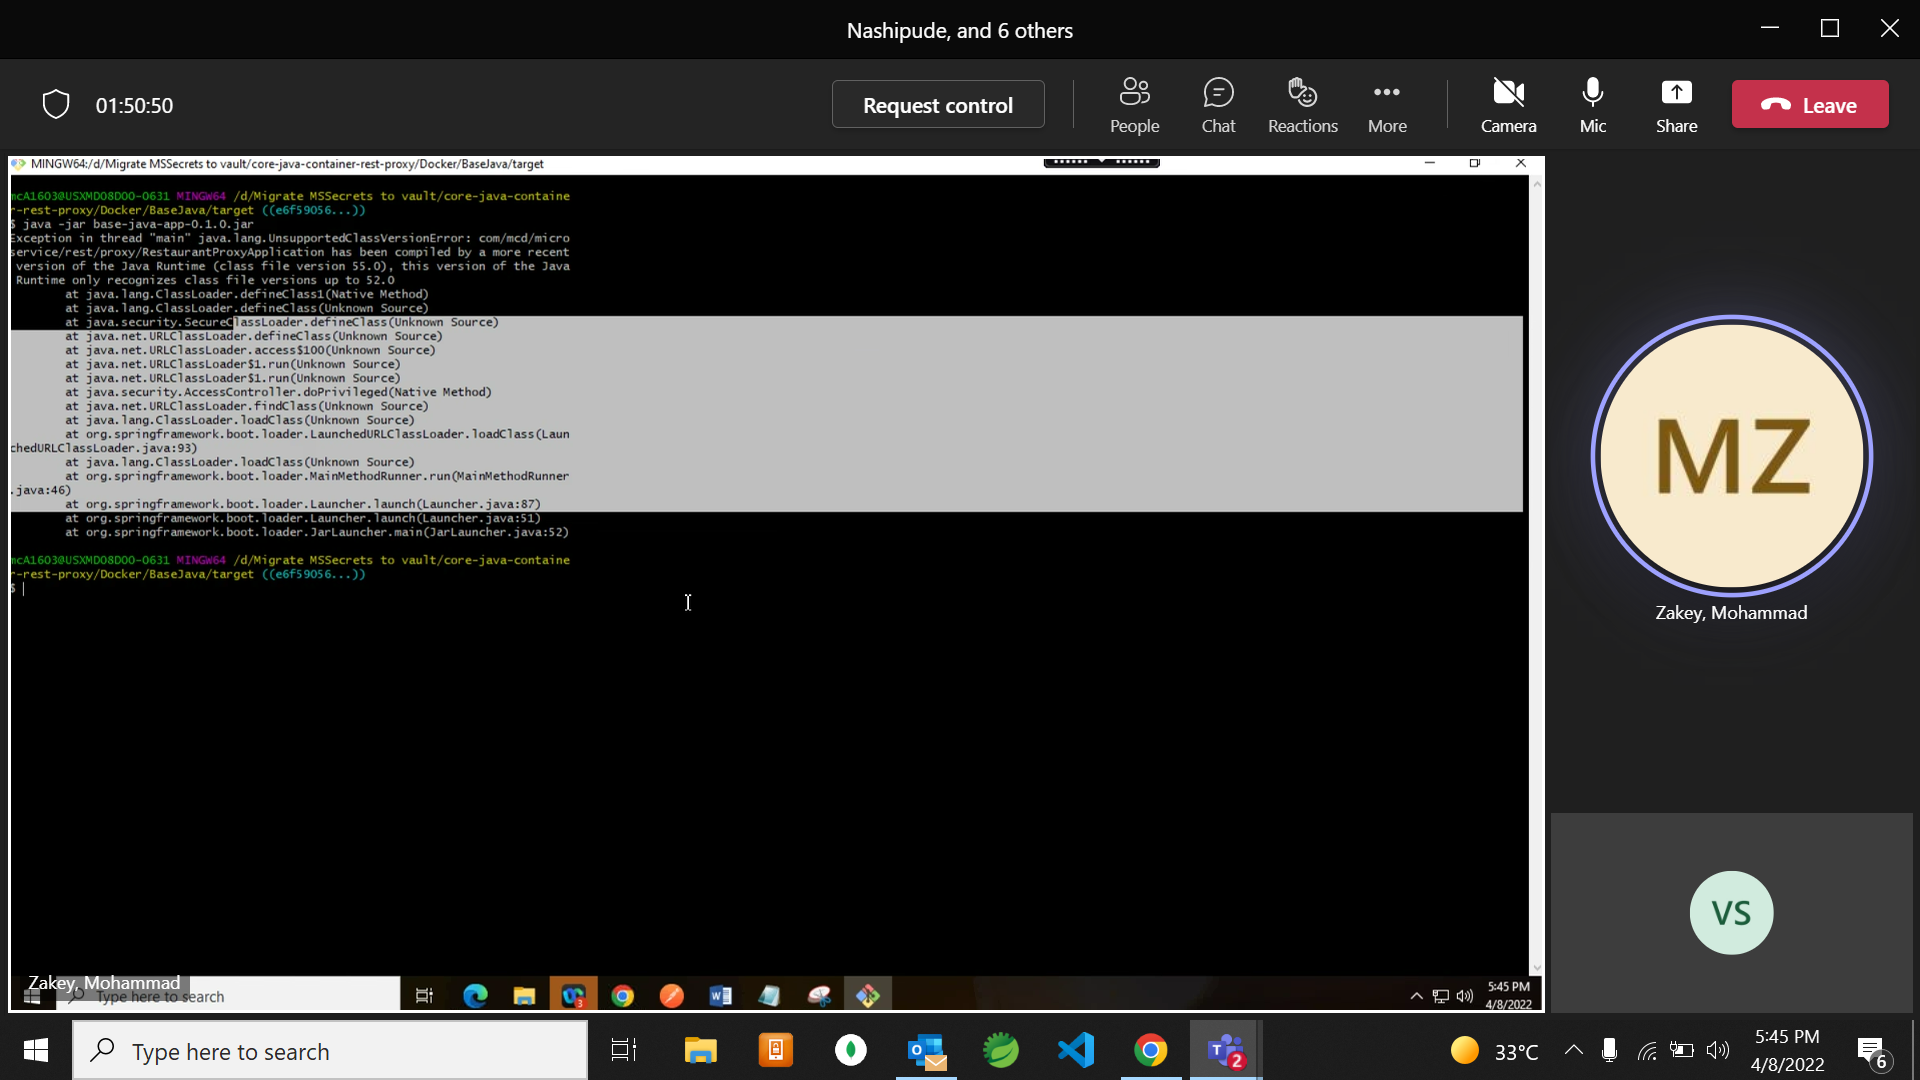 Nashipude, and 6 others
01:50:50
Request control
People
Chat
Reactions
More
Camera
Mic
Share
Leave
MINGW64:/d/Migrate MSSecrets to vault/core-java-container-rest-proxy/Docker/BaseJava/target
mcA1603@USXMD08D00-0631 MINGW64 /d/Migrate MSSecrets to vault/core-java-containe
r-rest-proxy/Docker/BaseJava/target ((e6f59056...))
$ java -jar base-java-app-0.1.0.jar
Exception in thread "main" java.lang.UnsupportedClassVersionError: com/mcd/micro
service/rest/proxy/RestaurantProxyApplication has been compiled by a more recent
version of the Java Runtime (class file version 55.0), this version of the Java
Runtime only recognizes class file versions up to 52.0
at java.lang.ClassLoader.defineClass1(Native Method)
at java.lang.ClassLoader.defineClass(Unknown Source)
at java.security.SecureClassLoader.defineClass(Unknown Source)
at java.net.URLClassLoader.defineClass(Unknown Source)
at java.net.URLClassLoader.access$100(Unknown Source)
at java.net.URLClassLoader$1.run(Unknown Source)
at java.net.URLClassLoader$1.run(Unknown Source)
at java.security.AccessController.doPrivileged(Native Method)
at java.net.URLClassLoader.findClass(Unknown Source)
at java.lang.ClassLoader.loadClass(Unknown Source)
at org.springframework.boot.loader.LaunchedURLClassLoader.loadClass(Laun
chedURLClassLoader.java:93)
at java.lang.ClassLoader.loadClass(Unknown Source)
at org.springframework.boot.loader.MainMethodRunner.run(MainMethodRunner
.java:46)
at org.springframework.boot.loader.Launcher.launch(Launcher.java:87)
at org.springframework.boot.loader.Launcher.launch(Launcher.java:51)
at org.springframework.boot.loader.JarLauncher.main(JarLauncher.java:52)
mcA1603@USXMD08D00-0631 MINGW64 /d/Migrate MSSecrets to vault/core-java-containe
r-rest-proxy/Docker/BaseJava/target ((e6f59056...))
$
MZ
Zakey, Mohammad
VS
Zakey, Mohammad
Type here to search
3
5:45 PM
4/8/2022
Type here to search
2
33°C
5:45 PM
4/8/2022
6